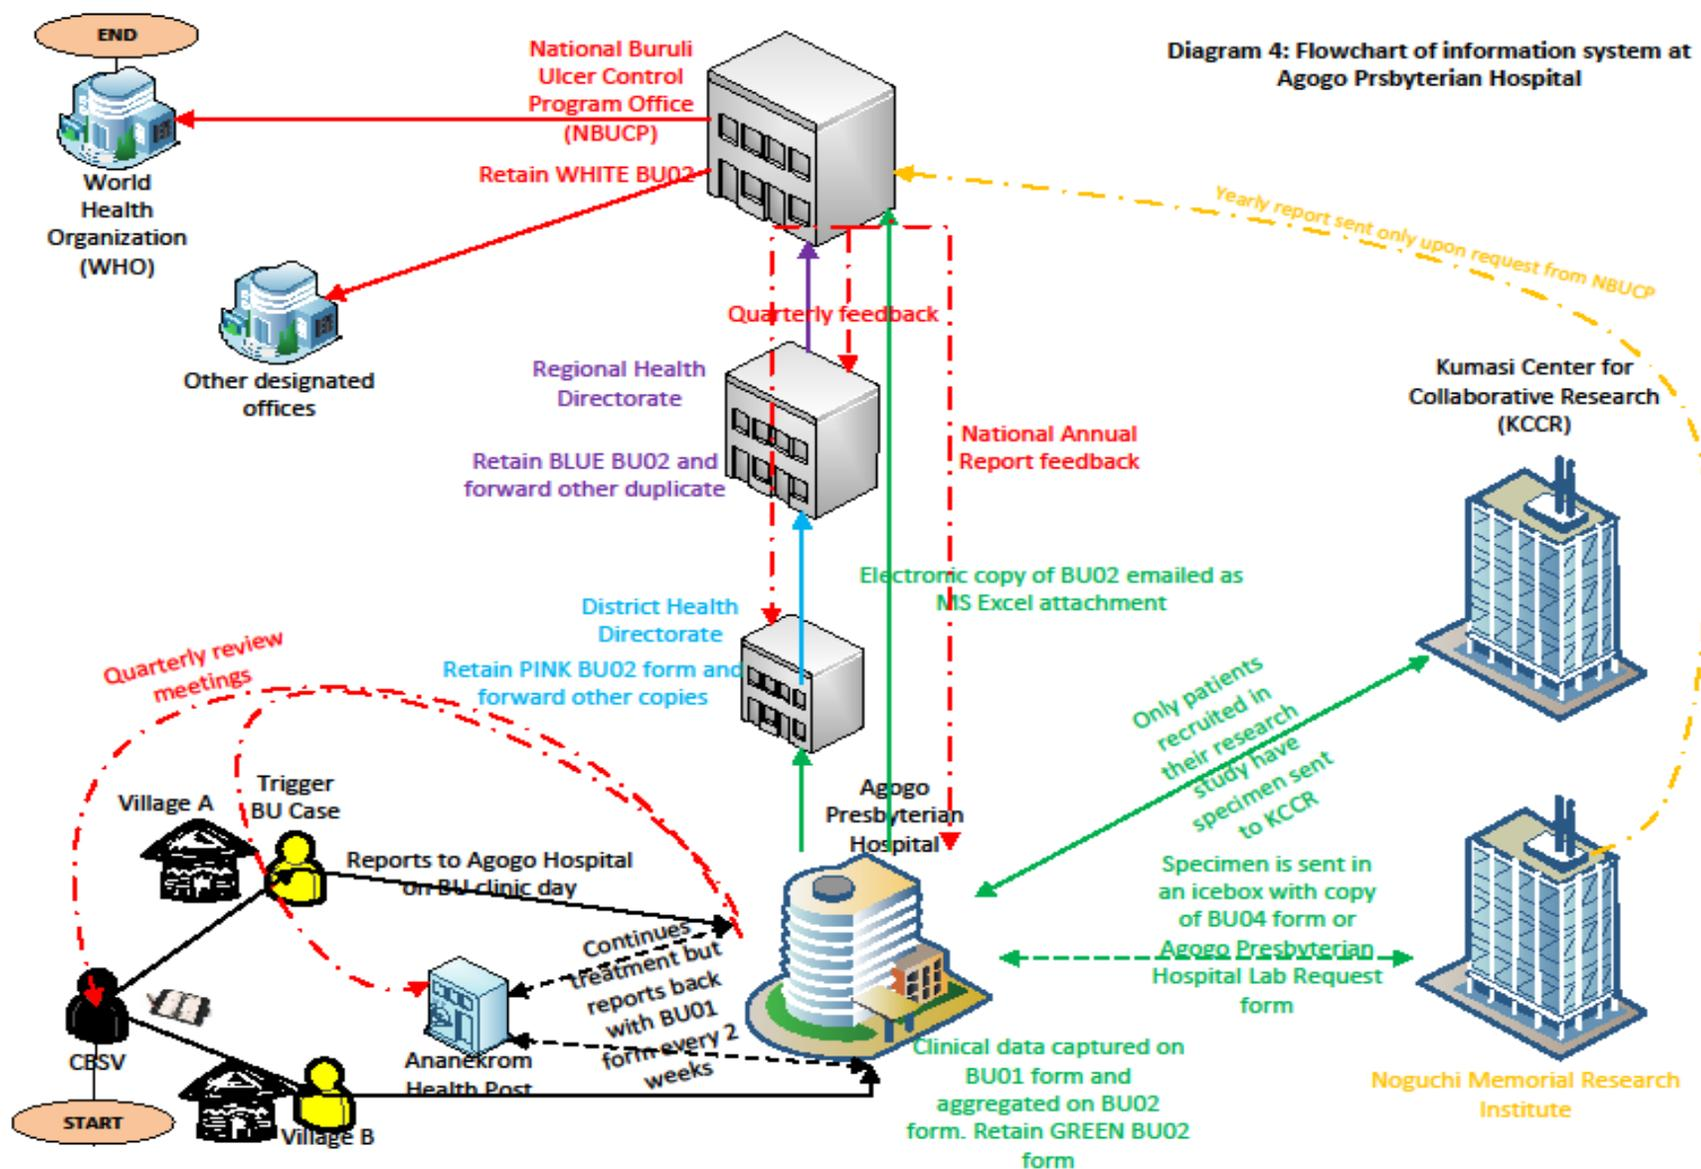 END
Diagram 4: Flowchart of information system at
Agogo Prsbyterian Hospital
National Buruli
Ulcer Control
Program Office
(NBUCP)
Retain WHITE BU02
World
Health
Organization
(WHO)
Other designated
offices
Yearly report sent only upon request from NBUCP
Quarterly feedback
Regional Health
Directorate
Retain BLUE BU02 and
forward other duplicate
National Annual
Report feedback
Kumasi Center for
Collaborative Research
(KCCR)
Electronic copy of BU02 emailed as
MS Excel attachment
District Health
Directorate
Retain PINK BU02 form and
forward other copies
Quarterly review
meetings
Only patients
recruited in
their research
study have
specimen sent
to KCCR
Village A
Trigger
BU Case
Agogo
Presbyterian
Hospital
Reports to Agogo Hospital
on BU clinic day
Specimen is sent in
an icebox with copy
of BU04 form or
Agogo Presbyterian
Hospital Lab Request
form
Continues
treatment but
reports back
with BU01
form every 2
weeks
CBSV
Ananekrom
Health Post
START
Village B
Clinical data captured on
BU01 form and
aggregated on BU02
form. Retain GREEN BU02
form
Noguchi Memorial Research
Institute